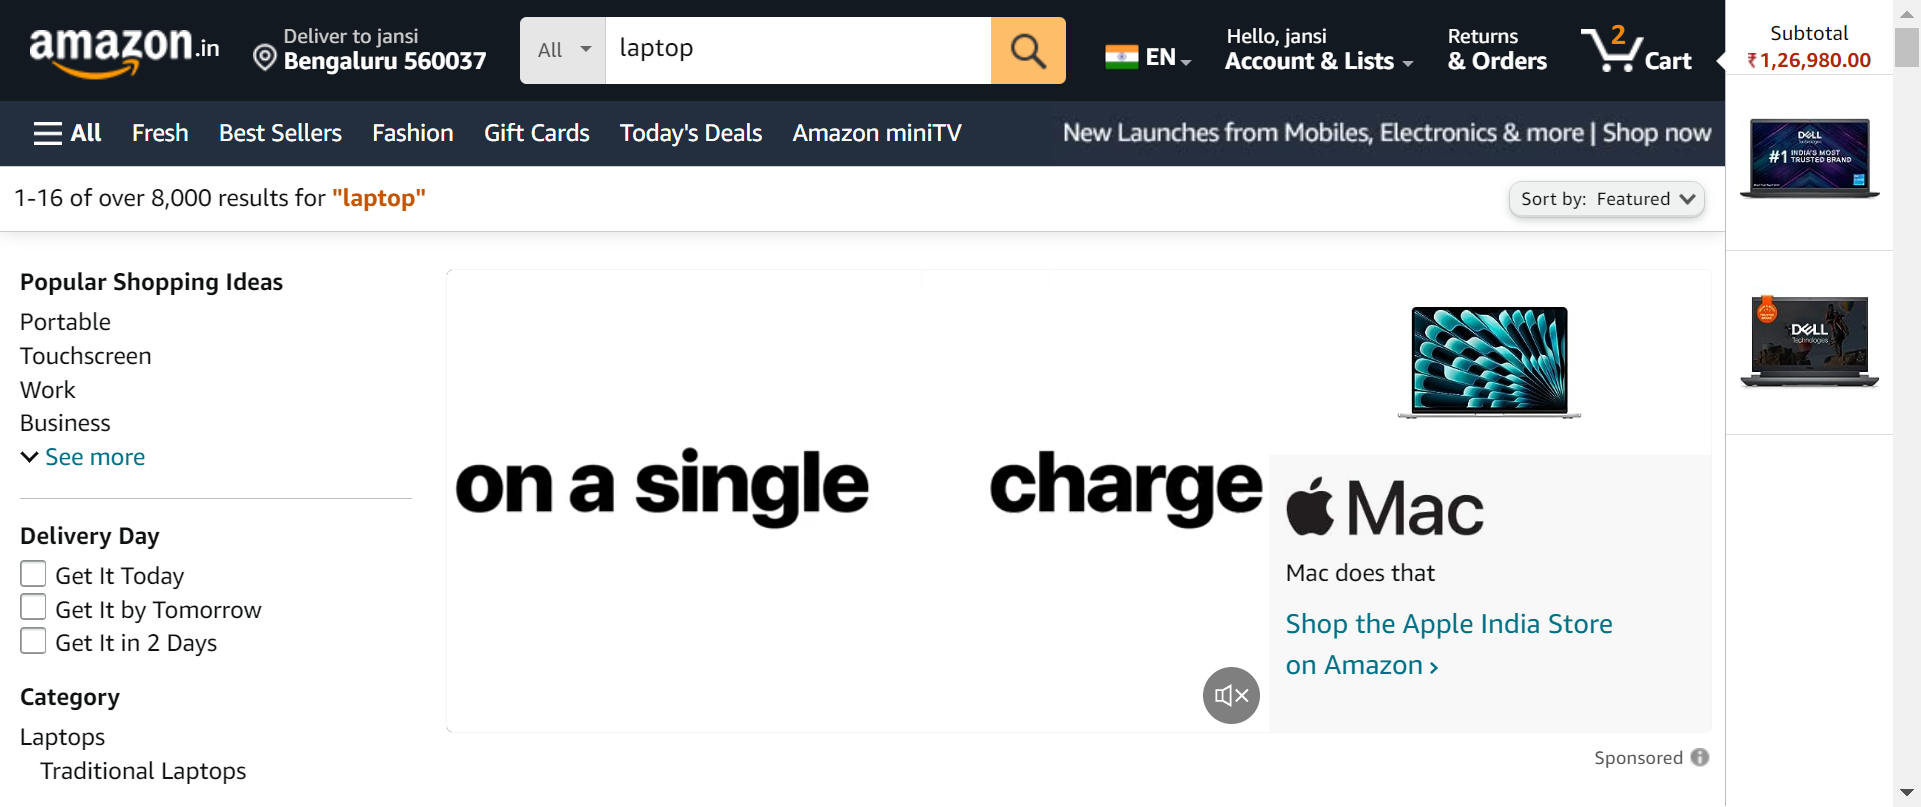 amazon.in
Deliver to jansi
Bengaluru 560037
All
laptop
EN
Hello, jansi
Account & Lists
Returns
& Orders
2
Cart
Subtotal
₹1,26,980.00
All
Fresh
Best Sellers
Fashion
Gift Cards
Today's Deals
Amazon miniTV
New Launches from Mobiles, Electronics & more | Shop now
1-16 of over 8,000 results for "laptop"
Sort by: Featured
DELL
Technologies
#1 INDIA'S MOST
TRUSTED BRAND
DELL
Technologies
Popular Shopping Ideas
Portable
Touchscreen
Work
Business
See more
Delivery Day
Get It Today
Get It by Tomorrow
Get It in 2 Days
Category
Laptops
Traditional Laptops
on a single charge
Mac
Mac does that
Shop the Apple India Store
on Amazon ›
Sponsored